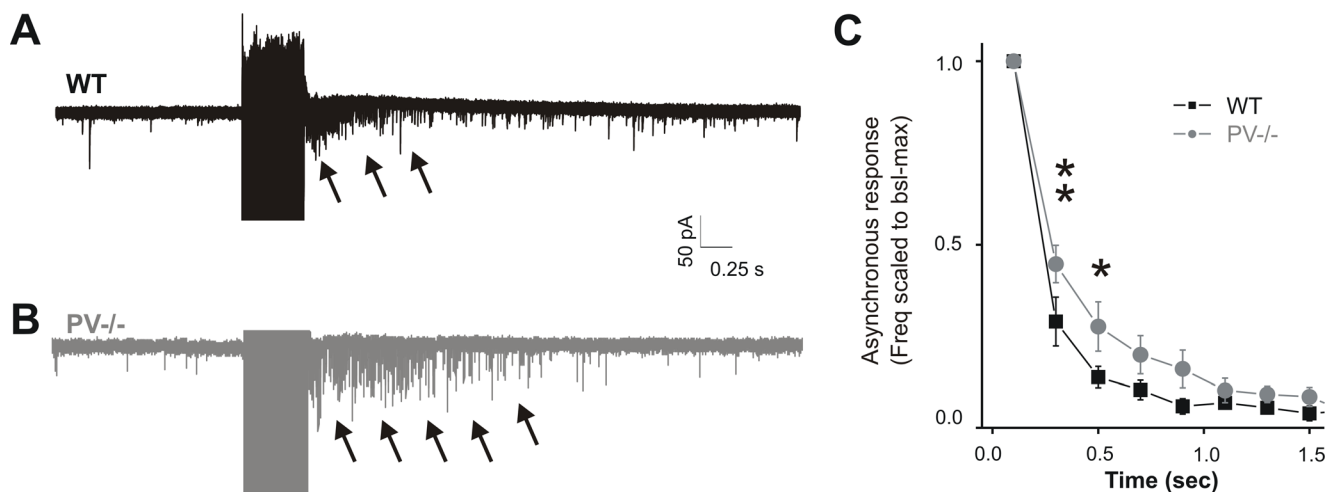 A
WT
50 pA
0.25 s
B
PV-/-
C
Asynchronous response
(Freq scaled to bsl-max)
1.0
0.5
0.0
WT
PV-/-
**
*
0.0
0.5
1.0
1.5
Time (sec)